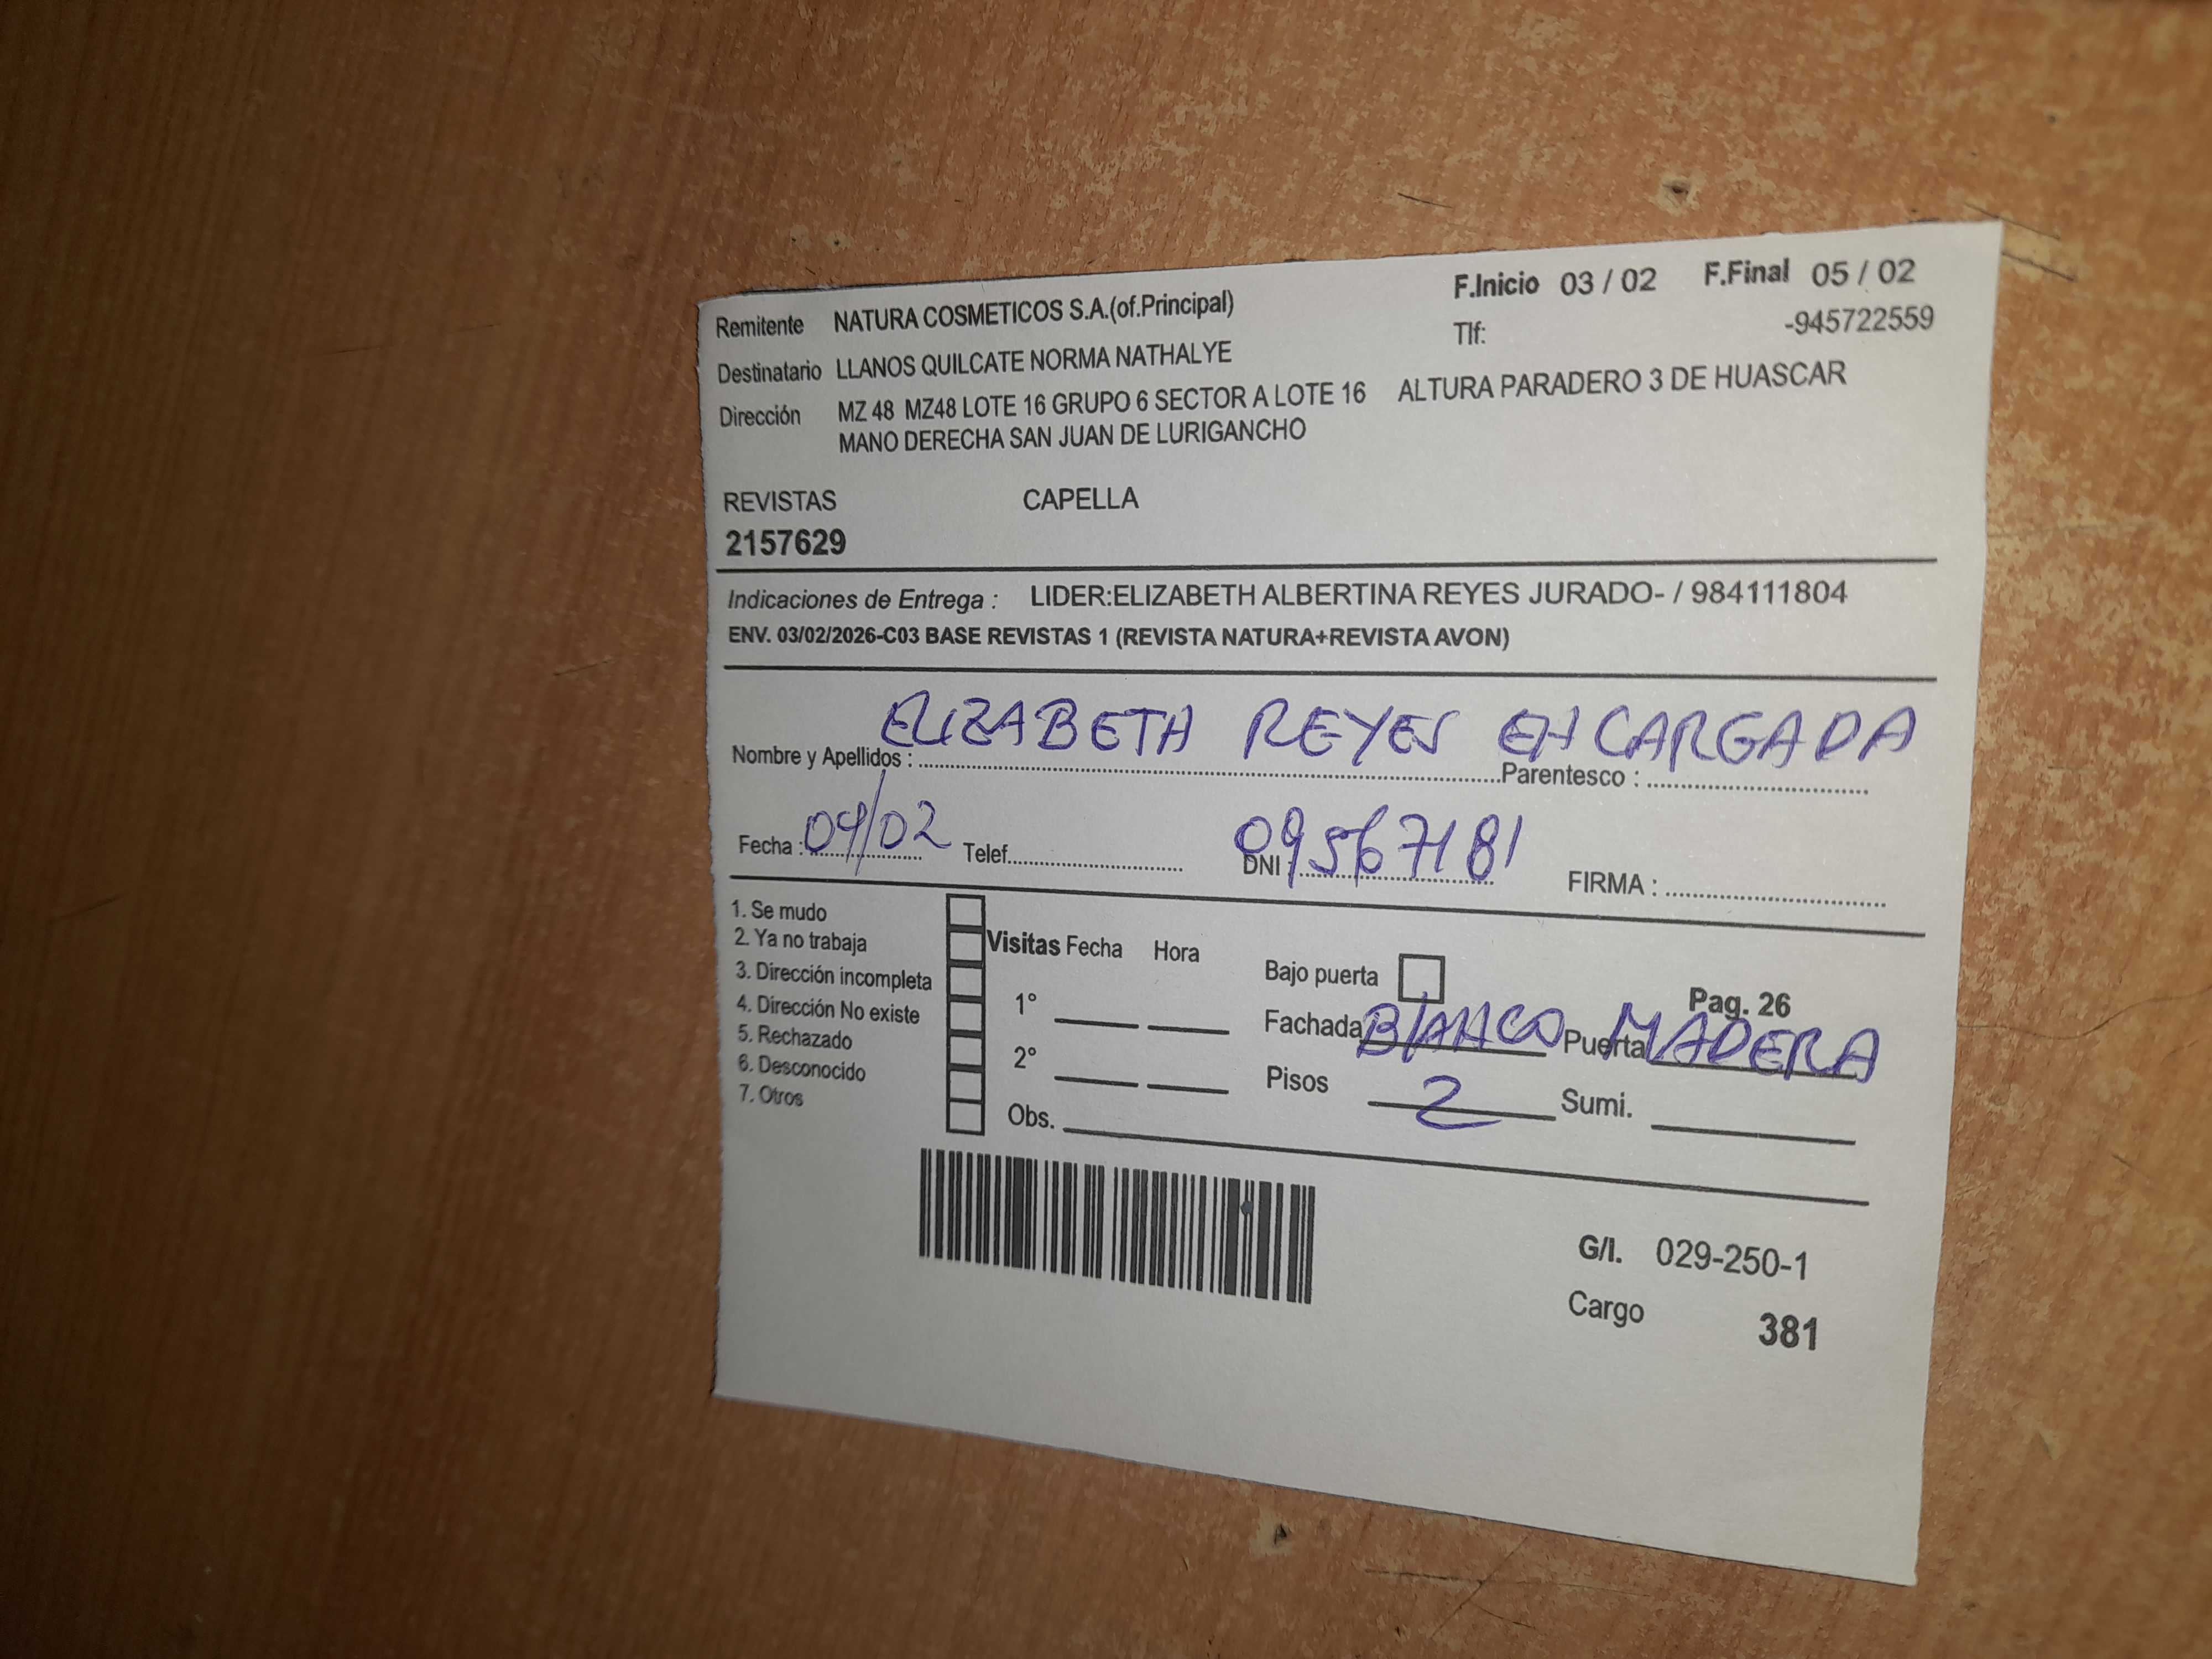 Remitente NATURA COSMETICOS S.A.(of.Principal) F.Inicio 03 / 02 F.Final 05 / 02
Tlf: -945722559
Destinatario LLANOS QUILCATE NORMA NATHALYE
Dirección MZ 48 MZ48 LOTE 16 GRUPO 6 SECTOR A LOTE 16 ALTURA PARADERO 3 DE HUASCAR
MANO DERECHA SAN JUAN DE LURIGANCHO
REVISTAS CAPELLA
2157629
Indicaciones de Entrega : LIDER:ELIZABETH ALBERTINA REYES JURADO- / 984111804
ENV. 03/02/2026-C03 BASE REVISTAS 1 (REVISTA NATURA+REVISTA AVON)
Nombre y Apellidos : ELIZABETH REYES Parentesco : ENCARGADA
Fecha : 04/02 Telef. DNI : 09567181 FIRMA :
1. Se mudo
2. Ya no trabaja
3. Dirección incompleta
4. Dirección No existe
5. Rechazado
6. Desconocido
7. Otros
Visitas Fecha Hora
1°
2°
Obs.
Bajo puerta
Pag. 26
Fachada BLANCO Puerta MADERA
Pisos 2 Sumi.
G/I. 029-250-1
Cargo 381